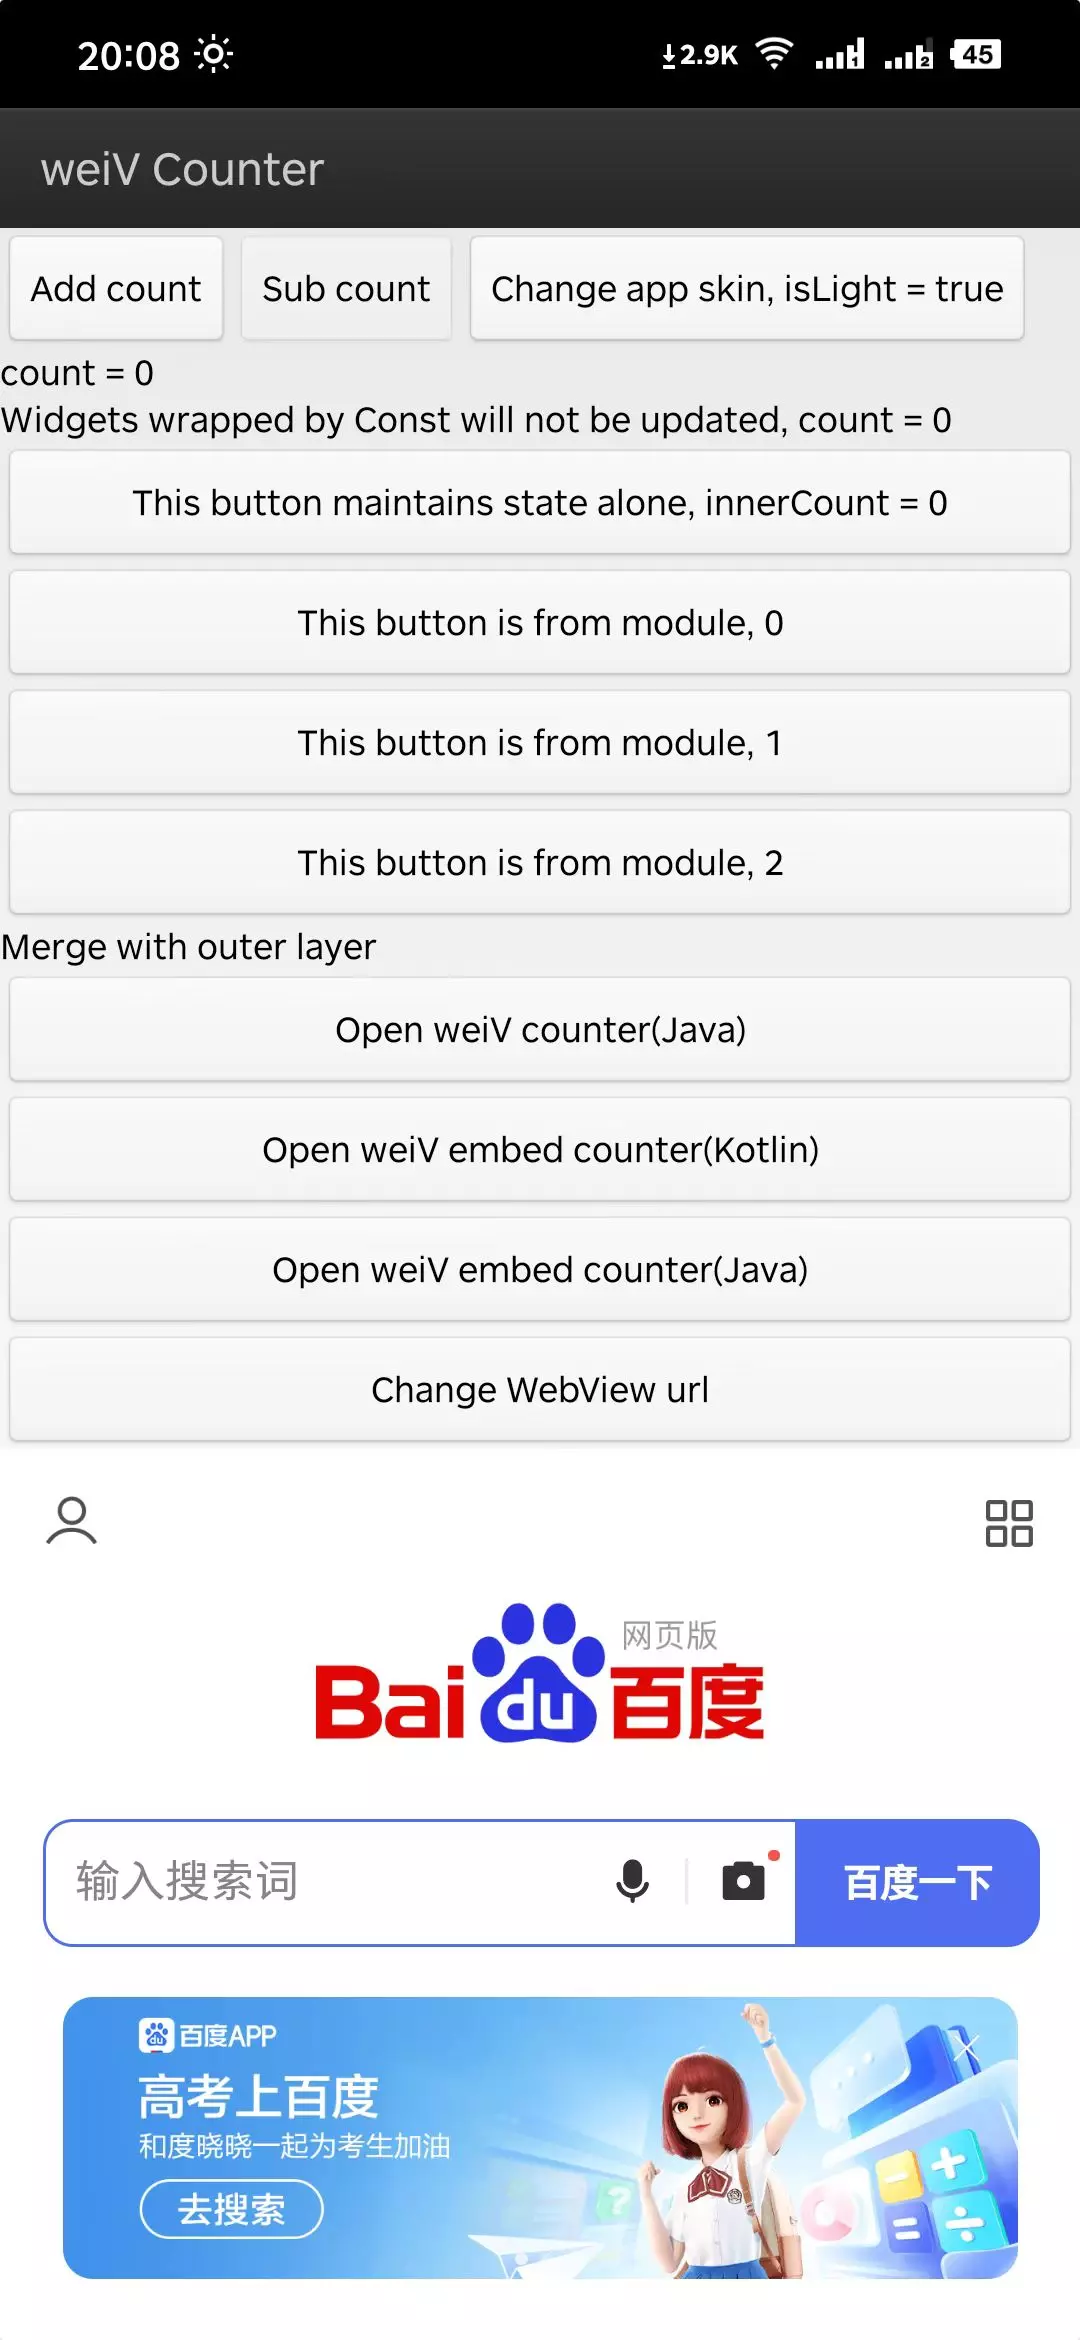 20:08 2.9K 1 2 45
weiV Counter
Add count Sub count Change app skin, isLight = true
count = 0
Widgets wrapped by Const will not be updated, count = 0
This button maintains state alone, innerCount = 0
This button is from module, 0
This button is from module, 1
This button is from module, 2
Merge with outer layer
Open weiV counter(Java)
Open weiV embed counter(Kotlin)
Open weiV embed counter(Java)
Change WebView url
网页版
Bai du 百度
输入搜索词 百度一下
du 百度APP
高考上百度
和度晓晓一起为考生加油
去搜索